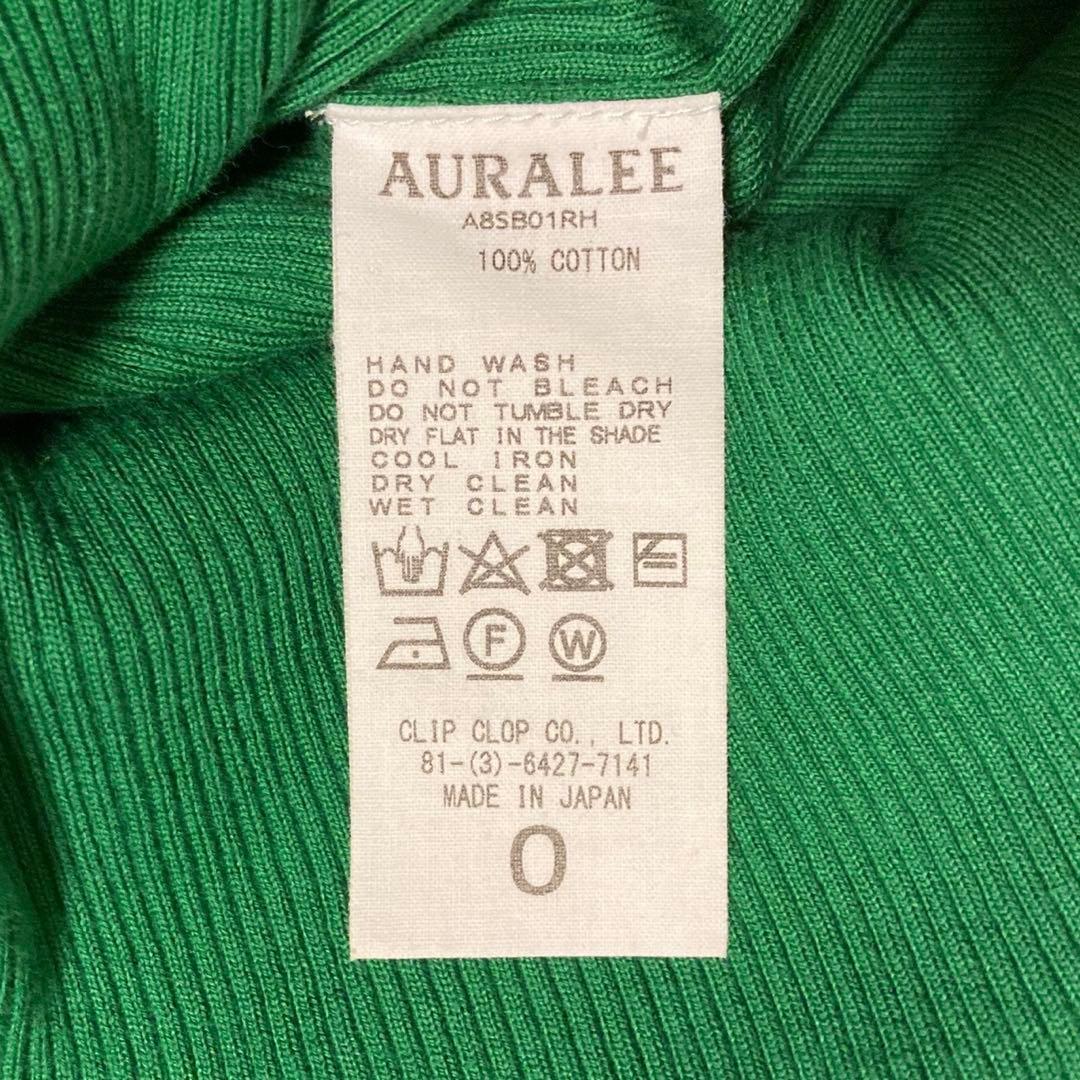 AURALEE
A8SB01RH
100% COTTON
HAND WASH
DO NOT BLEACH
DO NOT TUMBLE DRY
DRY FLAT IN THE SHADE
COOL IRON
DRY CLEAN
WET CLEAN
F W
CLIP CLOP CO., LTD.
81-(3)-6427-7141
MADE IN JAPAN
0